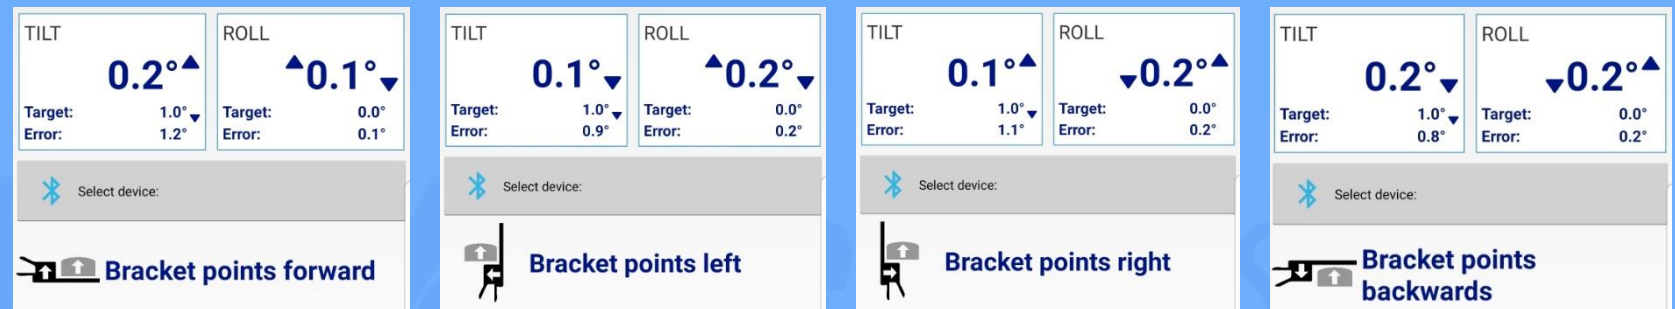 TILT
0.2°▲
Target: 1.0°▼
Error: 1.2°
ROLL
▲0.1°▼
Target: 0.0°
Error: 0.1°
Select device:
Bracket points forward
TILT
0.1°▼
Target: 1.0°▼
Error: 0.9°
ROLL
▲0.2°▼
Target: 0.0°
Error: 0.2°
Select device:
Bracket points left
TILT
0.1°▲
Target: 1.0°▼
Error: 1.1°
ROLL
▼0.2°▲
Target: 0.0°
Error: 0.2°
Select device:
Bracket points right
TILT
0.2°▼
Target: 1.0°▼
Error: 0.8°
ROLL
▼0.2°▲
Target: 0.0°
Error: 0.2°
Select device:
Bracket points
backwards